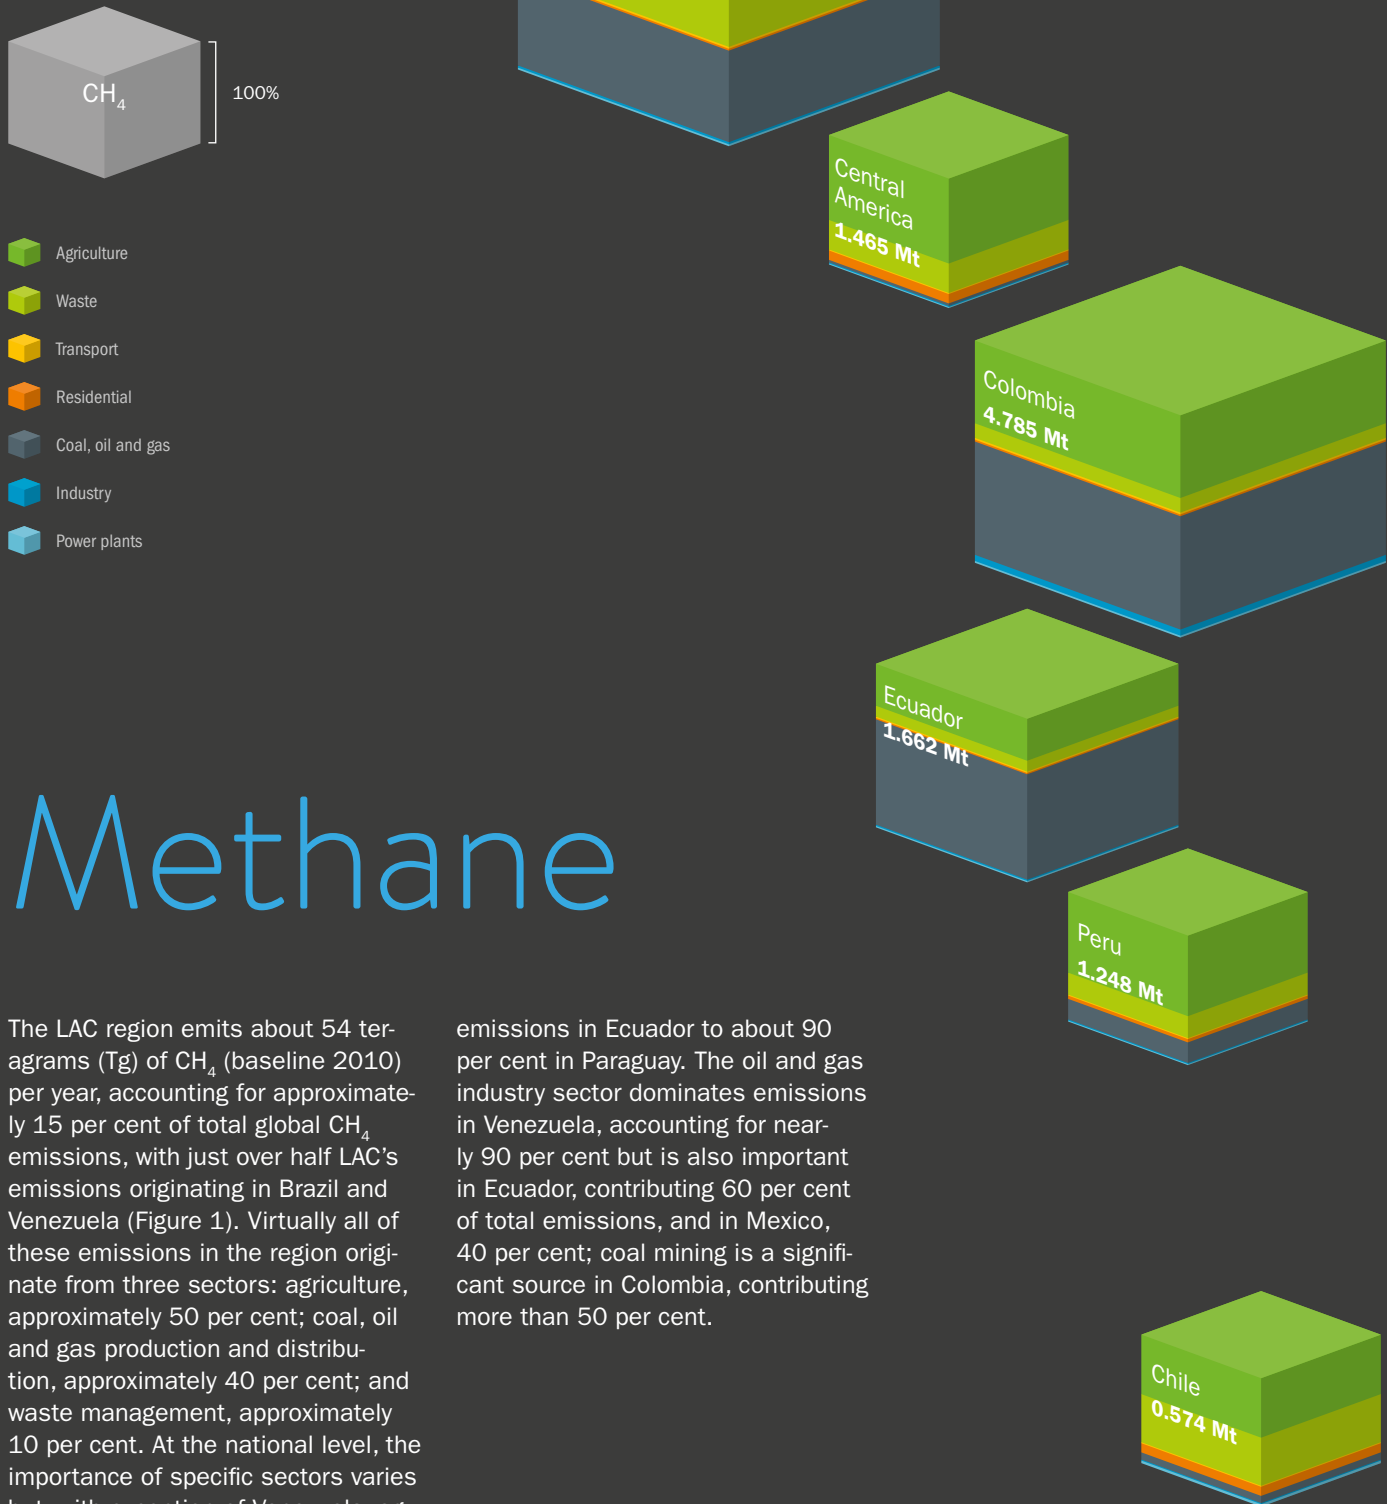 CH4
100%
Agriculture
Waste
Transport
Residential
Coal, oil and gas
Industry
Power plants
Central
America
1.465 Mt
Colombia
4.785 Mt
Ecuador
1.662 Mt
Peru
1.248 Mt
Chile
0.574 Mt
Methane
The LAC region emits about 54 ter-
agrams (Tg) of CH4 (baseline 2010)
per year, accounting for approximate-
ly 15 per cent of total global CH4
emissions, with just over half LAC's
emissions originating in Brazil and
Venezuela (Figure 1). Virtually all of
these emissions in the region origi-
nate from three sectors: agriculture,
approximately 50 per cent; coal, oil
and gas production and distribu-
tion, approximately 40 per cent; and
waste management, approximately
10 per cent. At the national level, the
importance of specific sectors varies
emissions in Ecuador to about 90
per cent in Paraguay. The oil and gas
industry sector dominates emissions
in Venezuela, accounting for near-
ly 90 per cent but is also important
in Ecuador, contributing 60 per cent
of total emissions, and in Mexico,
40 per cent; coal mining is a signifi-
cant source in Colombia, contributing
more than 50 per cent.